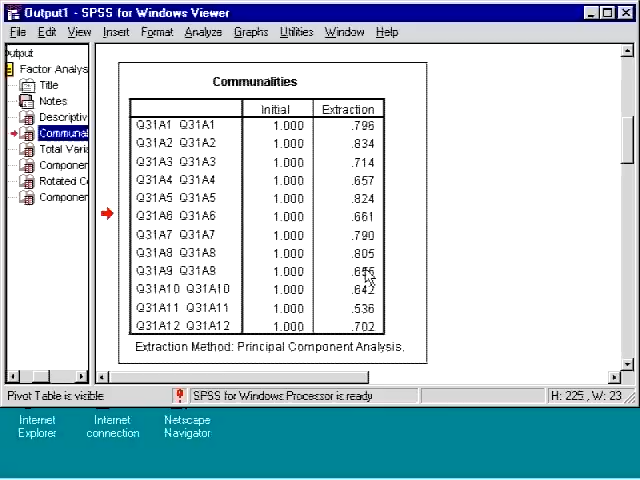 Output1 - SPSS for Windows Viewer
File Edit View Insert Format Analyze Graphs Utilities Window Help
Output
Factor Analys
Title
Notes
Descriptiv
Communal
Total Varia
Component
Rotated Co
Component
Communalities
Initial Extraction
Q31A1 Q31A1 1.000 .796
Q31A2 Q31A2 1.000 .834
Q31A3 Q31A3 1.000 .714
Q31A4 Q31A4 1.000 .657
Q31A5 Q31A5 1.000 .824
Q31A6 Q31A6 1.000 .661
Q31A7 Q31A7 1.000 .790
Q31A8 Q31A8 1.000 .805
Q31A9 Q31A9 1.000
Q31A10 Q31A10 1.000 .642
Q31A11 Q31A11 1.000 .536
Q31A12 Q31A12 1.000 .702
Extraction Method: Principal Component Analysis.
Pivot Table is visible SPSS for Windows Processor is ready H: 225 , W: 23
Internet Explorer
Internet connection
Netscape Navigator